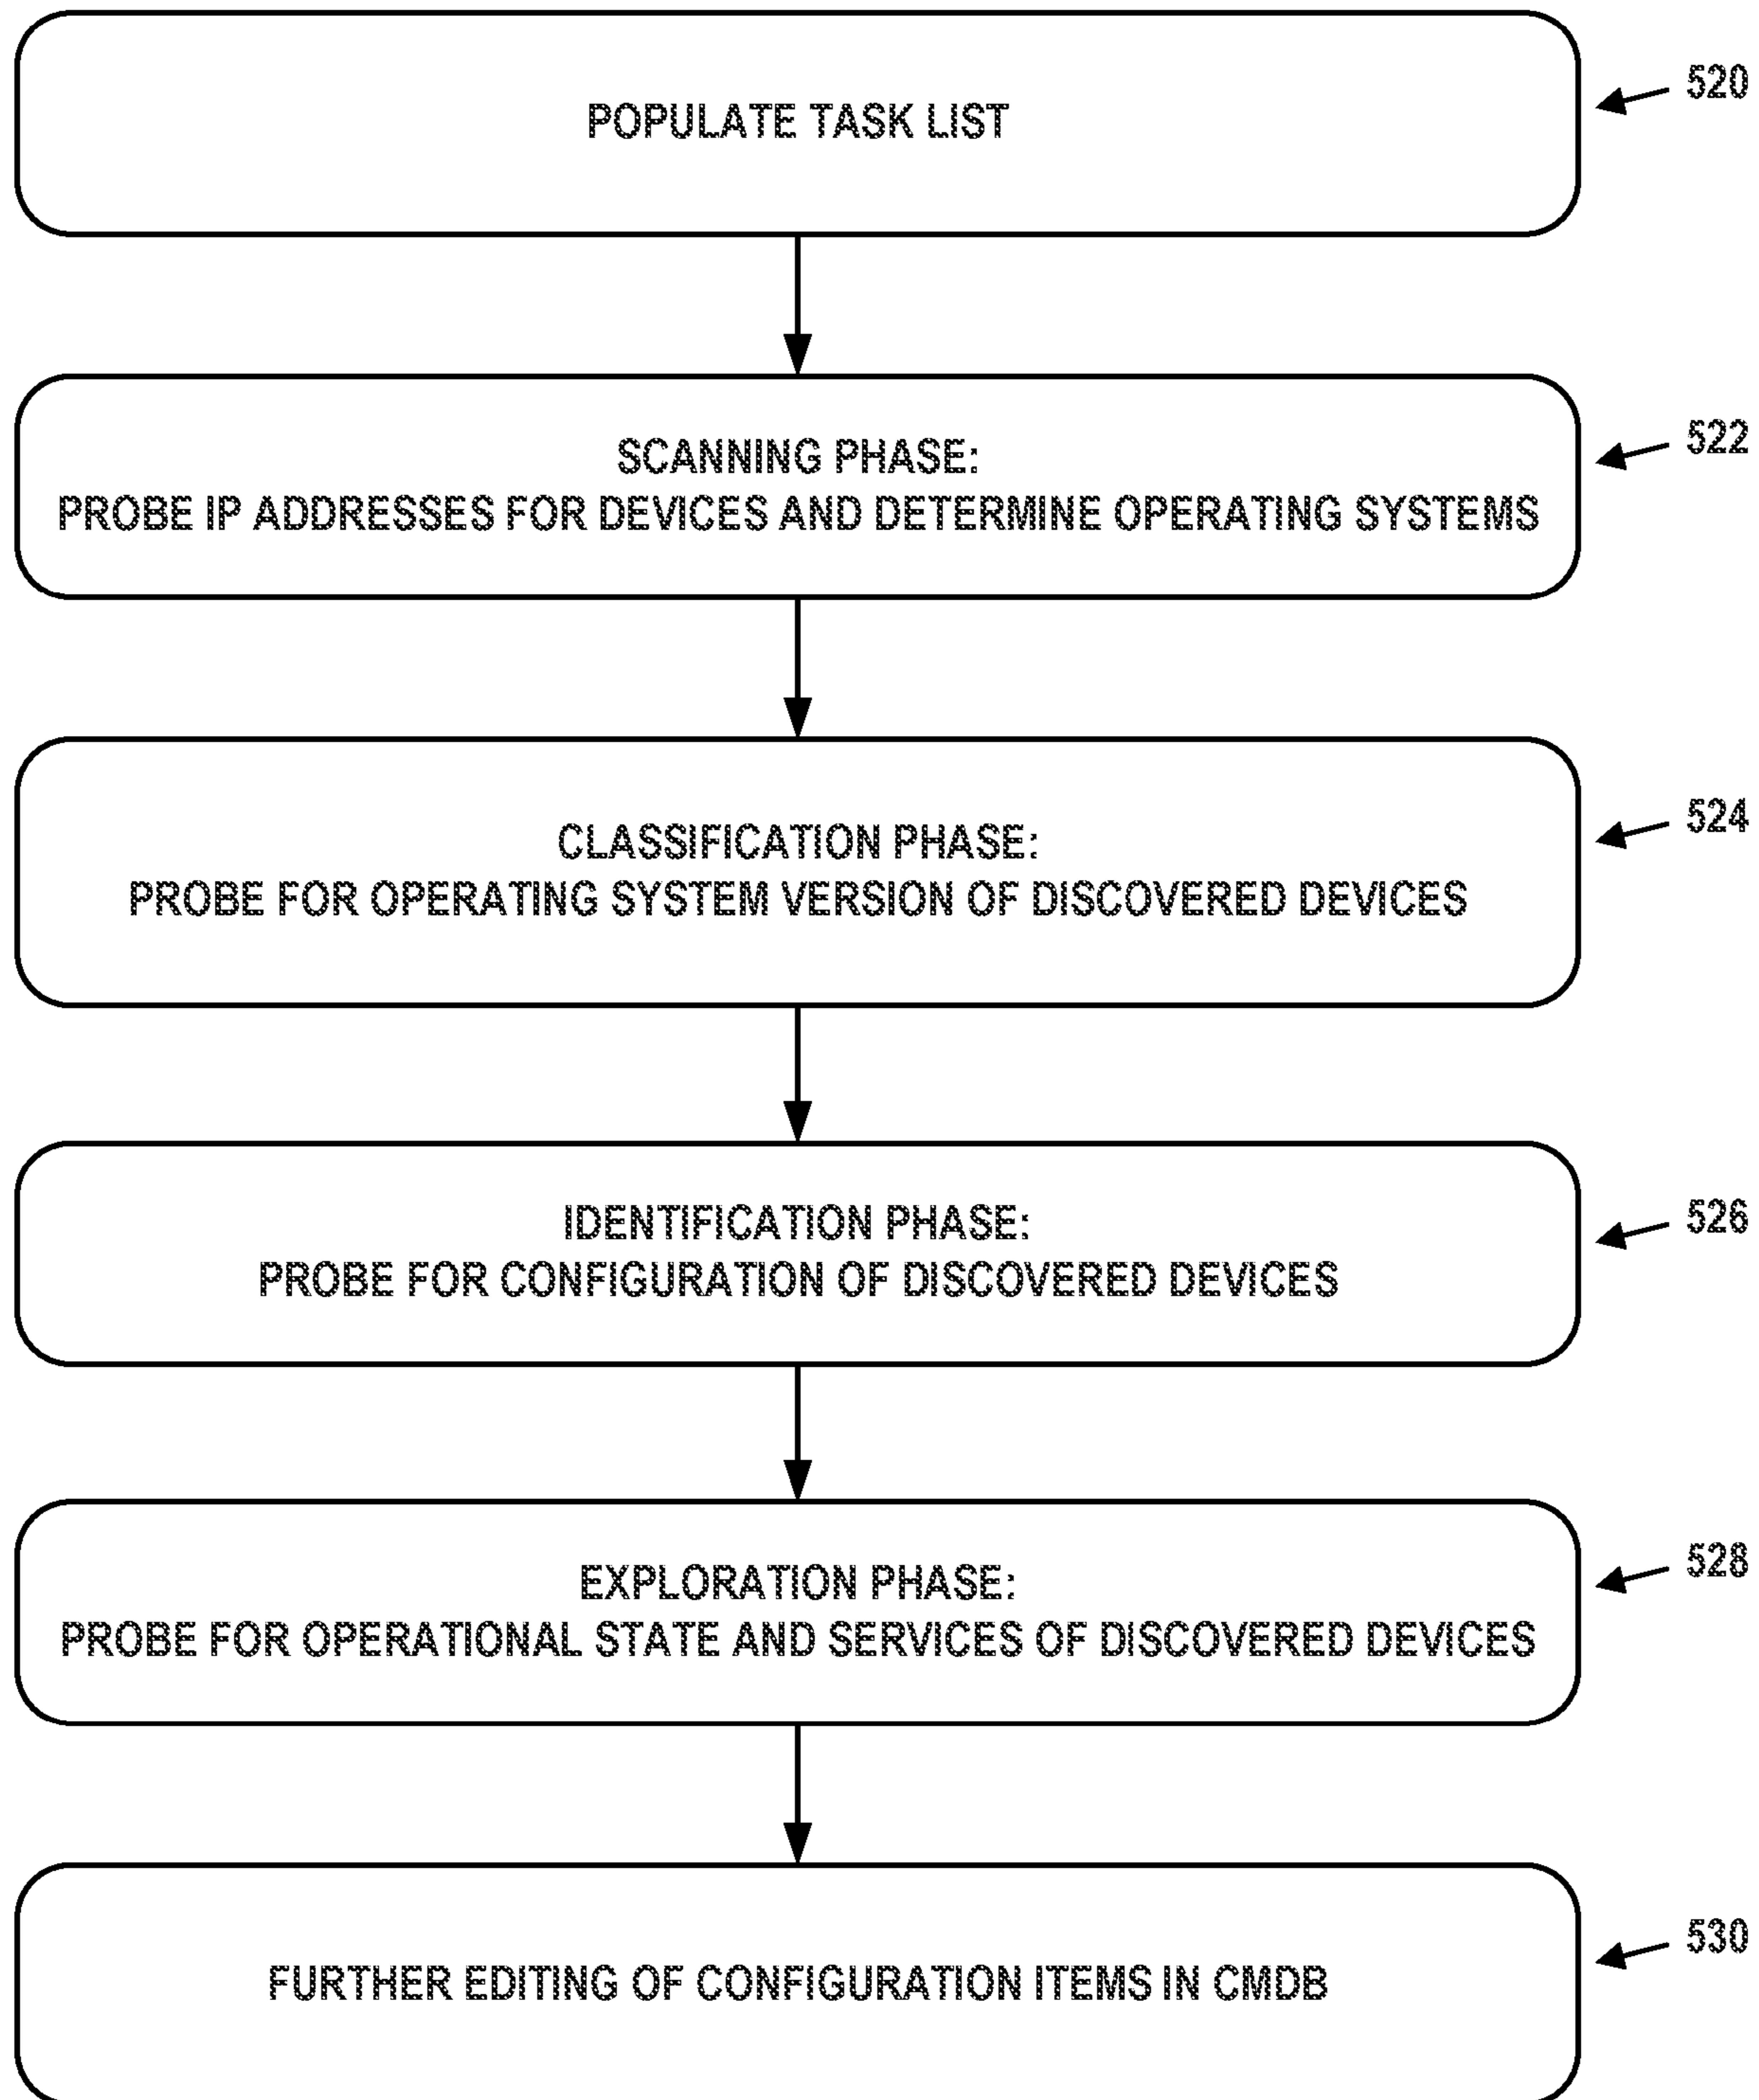 POPULATE TASK LIST
520
SCANNING PHASE:
PROBE IP ADDRESSES FOR DEVICES AND DETERMINE OPERATING SYSTEMS
522
CLASSIFICATION PHASE:
PROBE FOR OPERATING SYSTEM VERSION OF DISCOVERED DEVICES
524
IDENTIFICATION PHASE:
PROBE FOR CONFIGURATION OF DISCOVERED DEVICES
526
EXPLORATION PHASE:
PROBE FOR OPERATIONAL STATE AND SERVICES OF DISCOVERED DEVICES
528
FURTHER EDITING OF CONFIGURATION ITEMS IN CMDB
530